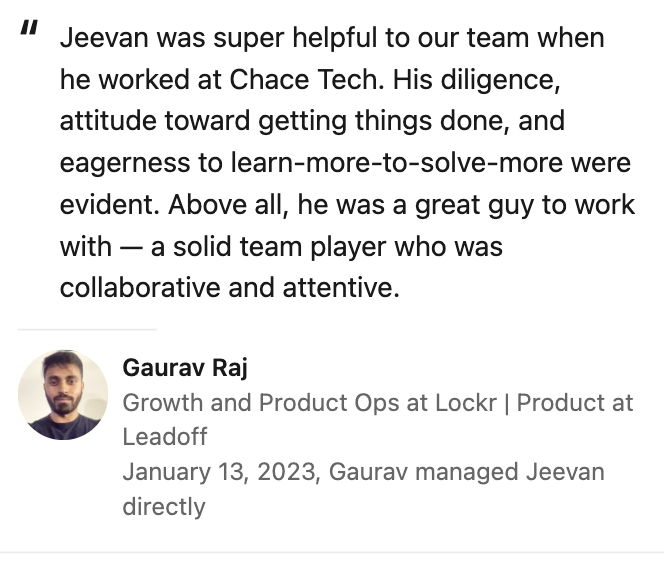 "
Jeevan was super helpful to our team when
he worked at Chace Tech. His diligence,
attitude toward getting things done, and
eagerness to learn-more-to-solve-more were
evident. Above all, he was a great guy to work
with — a solid team player who was
collaborative and attentive.
Gaurav Raj
Growth and Product Ops at Lockr | Product at
Leadoff
January 13, 2023, Gaurav managed Jeevan
directly